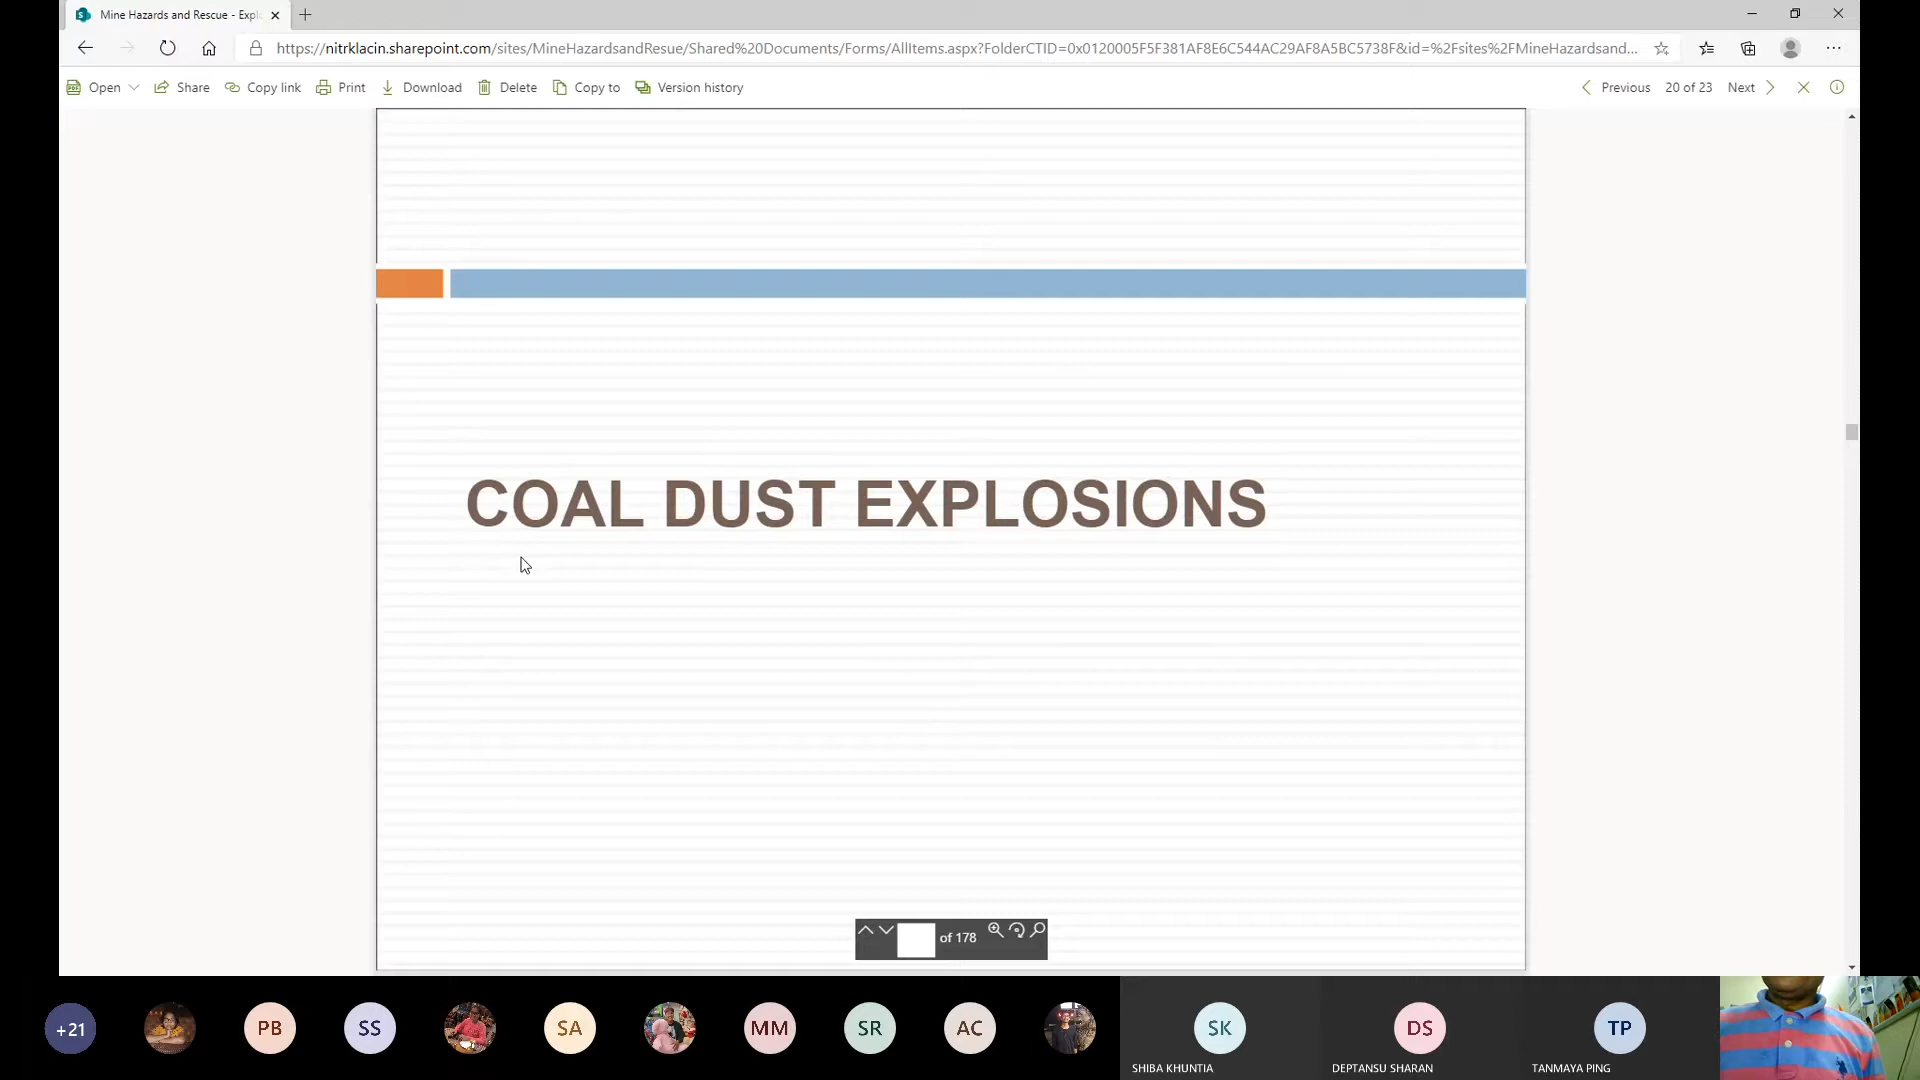 Mine Hazards and Rescue - Expl
https://nitrklacin.sharepoint.com/sites/MineHazardsandResue/Shared%20Documents/Forms/AllItems.aspx?FolderCTID=0x0120005F5F381AF8E6C544AC29AF8A5BC5738F&id=%2Fsites%2FMineHazardsand...
Open Share Copy link Print Download Delete Copy to Version history Previous 20 of 23 Next
COAL DUST EXPLOSIONS
of 178
+21 PB SS SA MM SR AC SK DS TP
SHIBA KHUNTIA DEPTANSU SHARAN TANMAYA PING